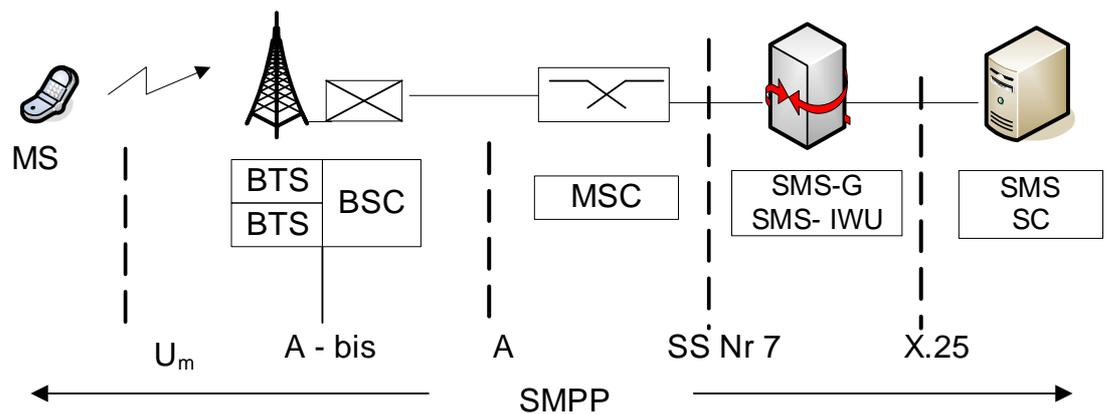 MS
BTS
BTS
BSC
MSC
SMS-G
SMS- IWU
SMS
SC
Um
A - bis
A
SS Nr 7
X.25
SMPP